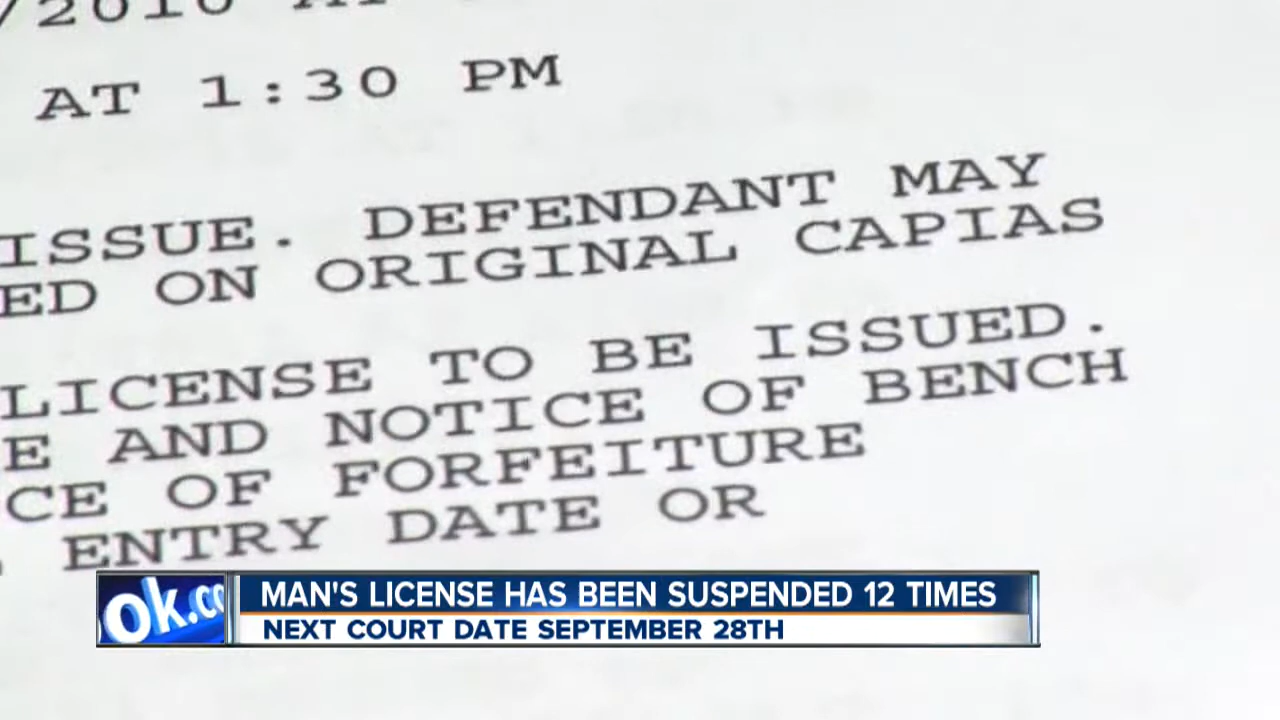 /2010 AT
AT 1:30 PM
ISSUE. DEFENDANT MAY
ED ON ORIGINAL CAPIAS
LICENSE TO BE ISSUED.
E AND NOTICE OF BENCH
CE OF FORFEITURE
ENTRY DATE OR
ok.co
MAN'S LICENSE HAS BEEN SUSPENDED 12 TIMES
NEXT COURT DATE SEPTEMBER 28TH